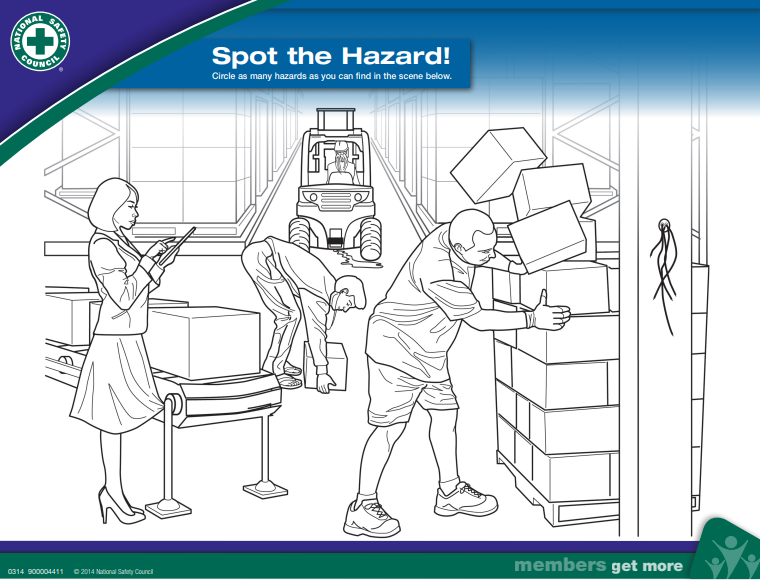 NATIONAL SAFETY COUNCIL
®
Spot the Hazard!
Circle as many hazards as you can find in the scene below.
members get more
0314 900004411 © 2014 National Safety Council